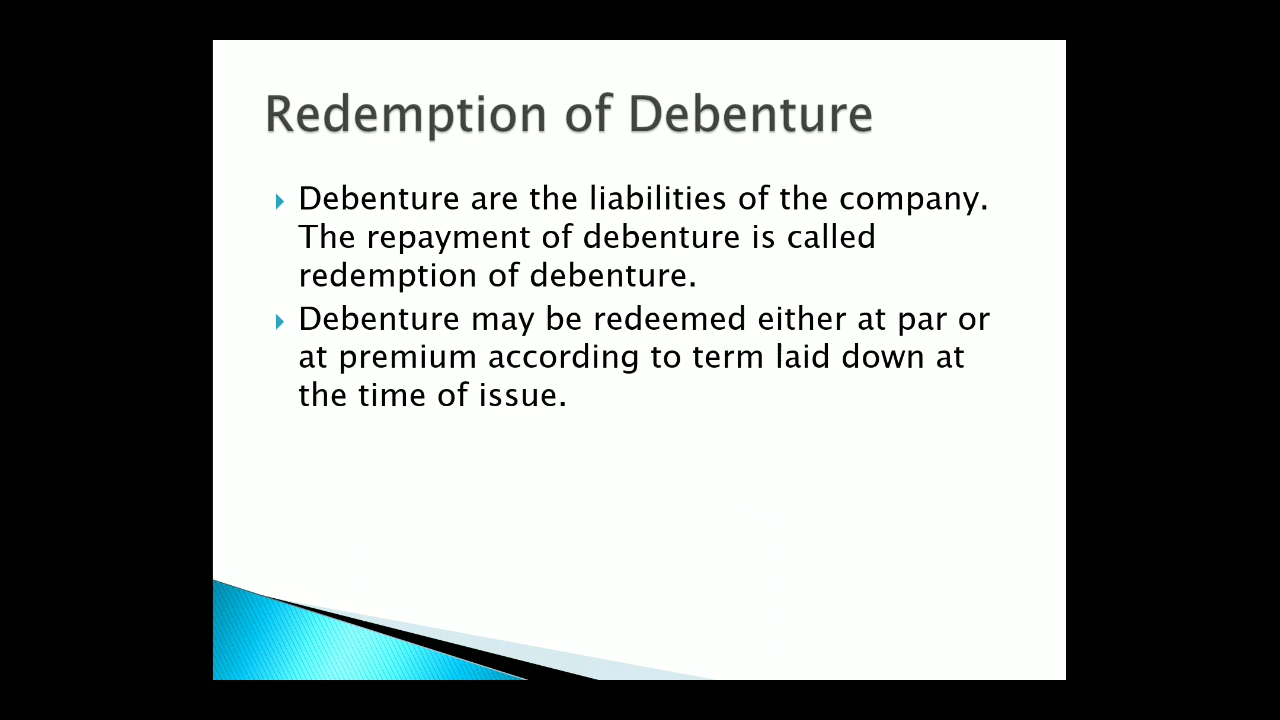 Redemption of Debenture
Debenture are the liabilities of the company.
The repayment of debenture is called
redemption of debenture.
Debenture may be redeemed either at par or
at premium according to term laid down at
the time of issue.